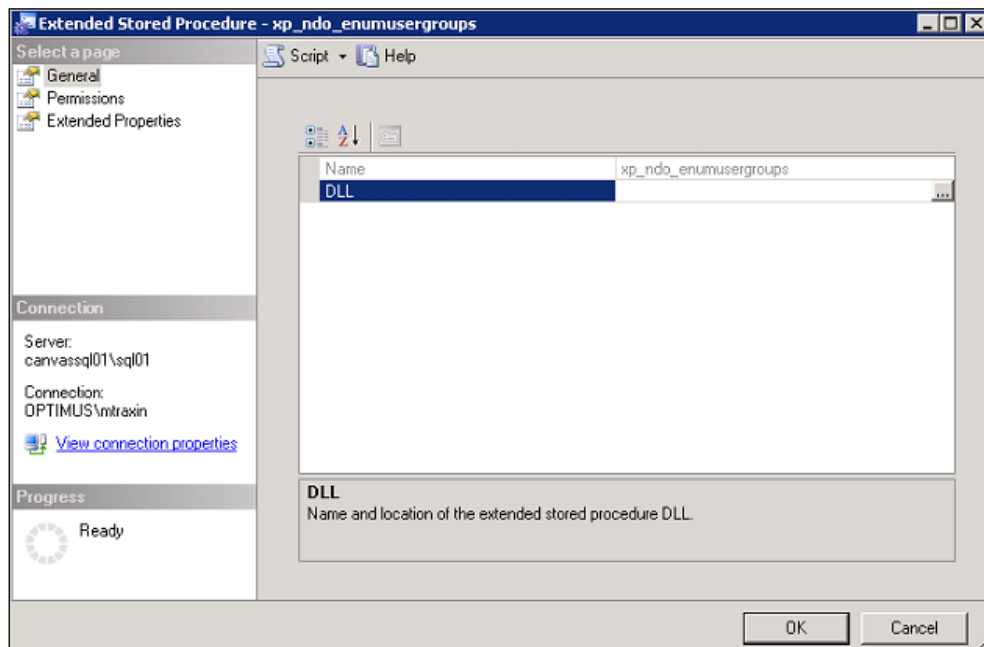 Extended Stored Procedure - xp_ndo_enumusergroups
Select a page
General
Permissions
Extended Properties
Script
Help
Name xp_ndo_enumusergroups
DLL ...
Connection
Server:
canvassql01\sql01
Connection:
OPTIMUS\mtraxin
View connection properties
Progress
Ready
DLL
Name and location of the extended stored procedure DLL.
OK
Cancel